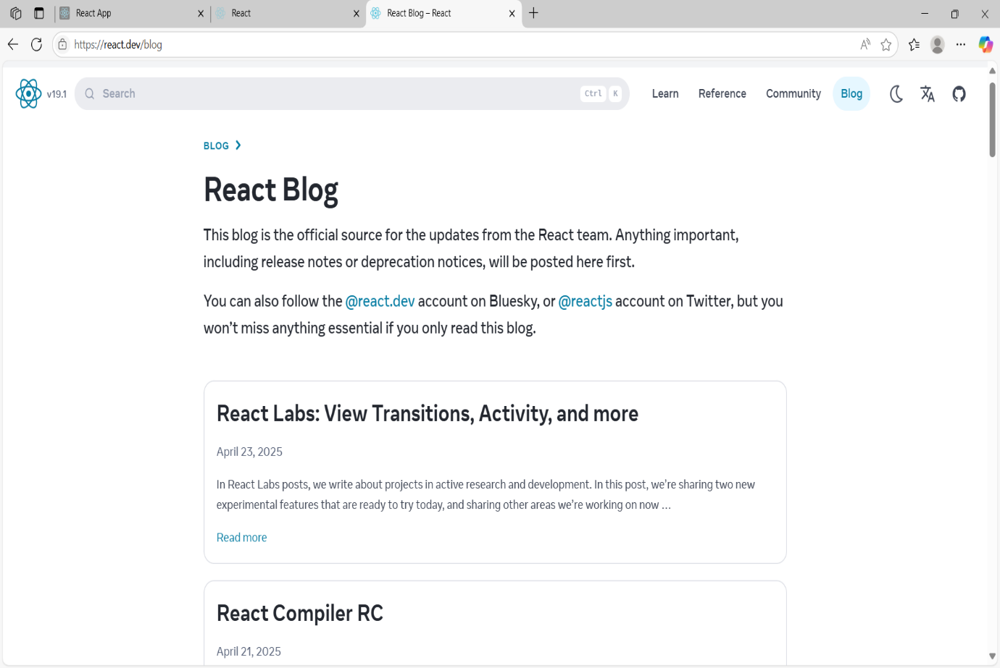 React App
React
React Blog – React
https://react.dev/blog
v19.1
Search
Ctrl K
Learn
Reference
Community
Blog
BLOG
React Blog
This blog is the official source for the updates from the React team. Anything important,
including release notes or deprecation notices, will be posted here first.
You can also follow the @react.dev account on Bluesky, or @reactjs account on Twitter, but you
won’t miss anything essential if you only read this blog.
React Labs: View Transitions, Activity, and more
April 23, 2025
In React Labs posts, we write about projects in active research and development. In this post, we’re sharing two new
experimental features that are ready to try today, and sharing other areas we’re working on now …
Read more
React Compiler RC
April 21, 2025